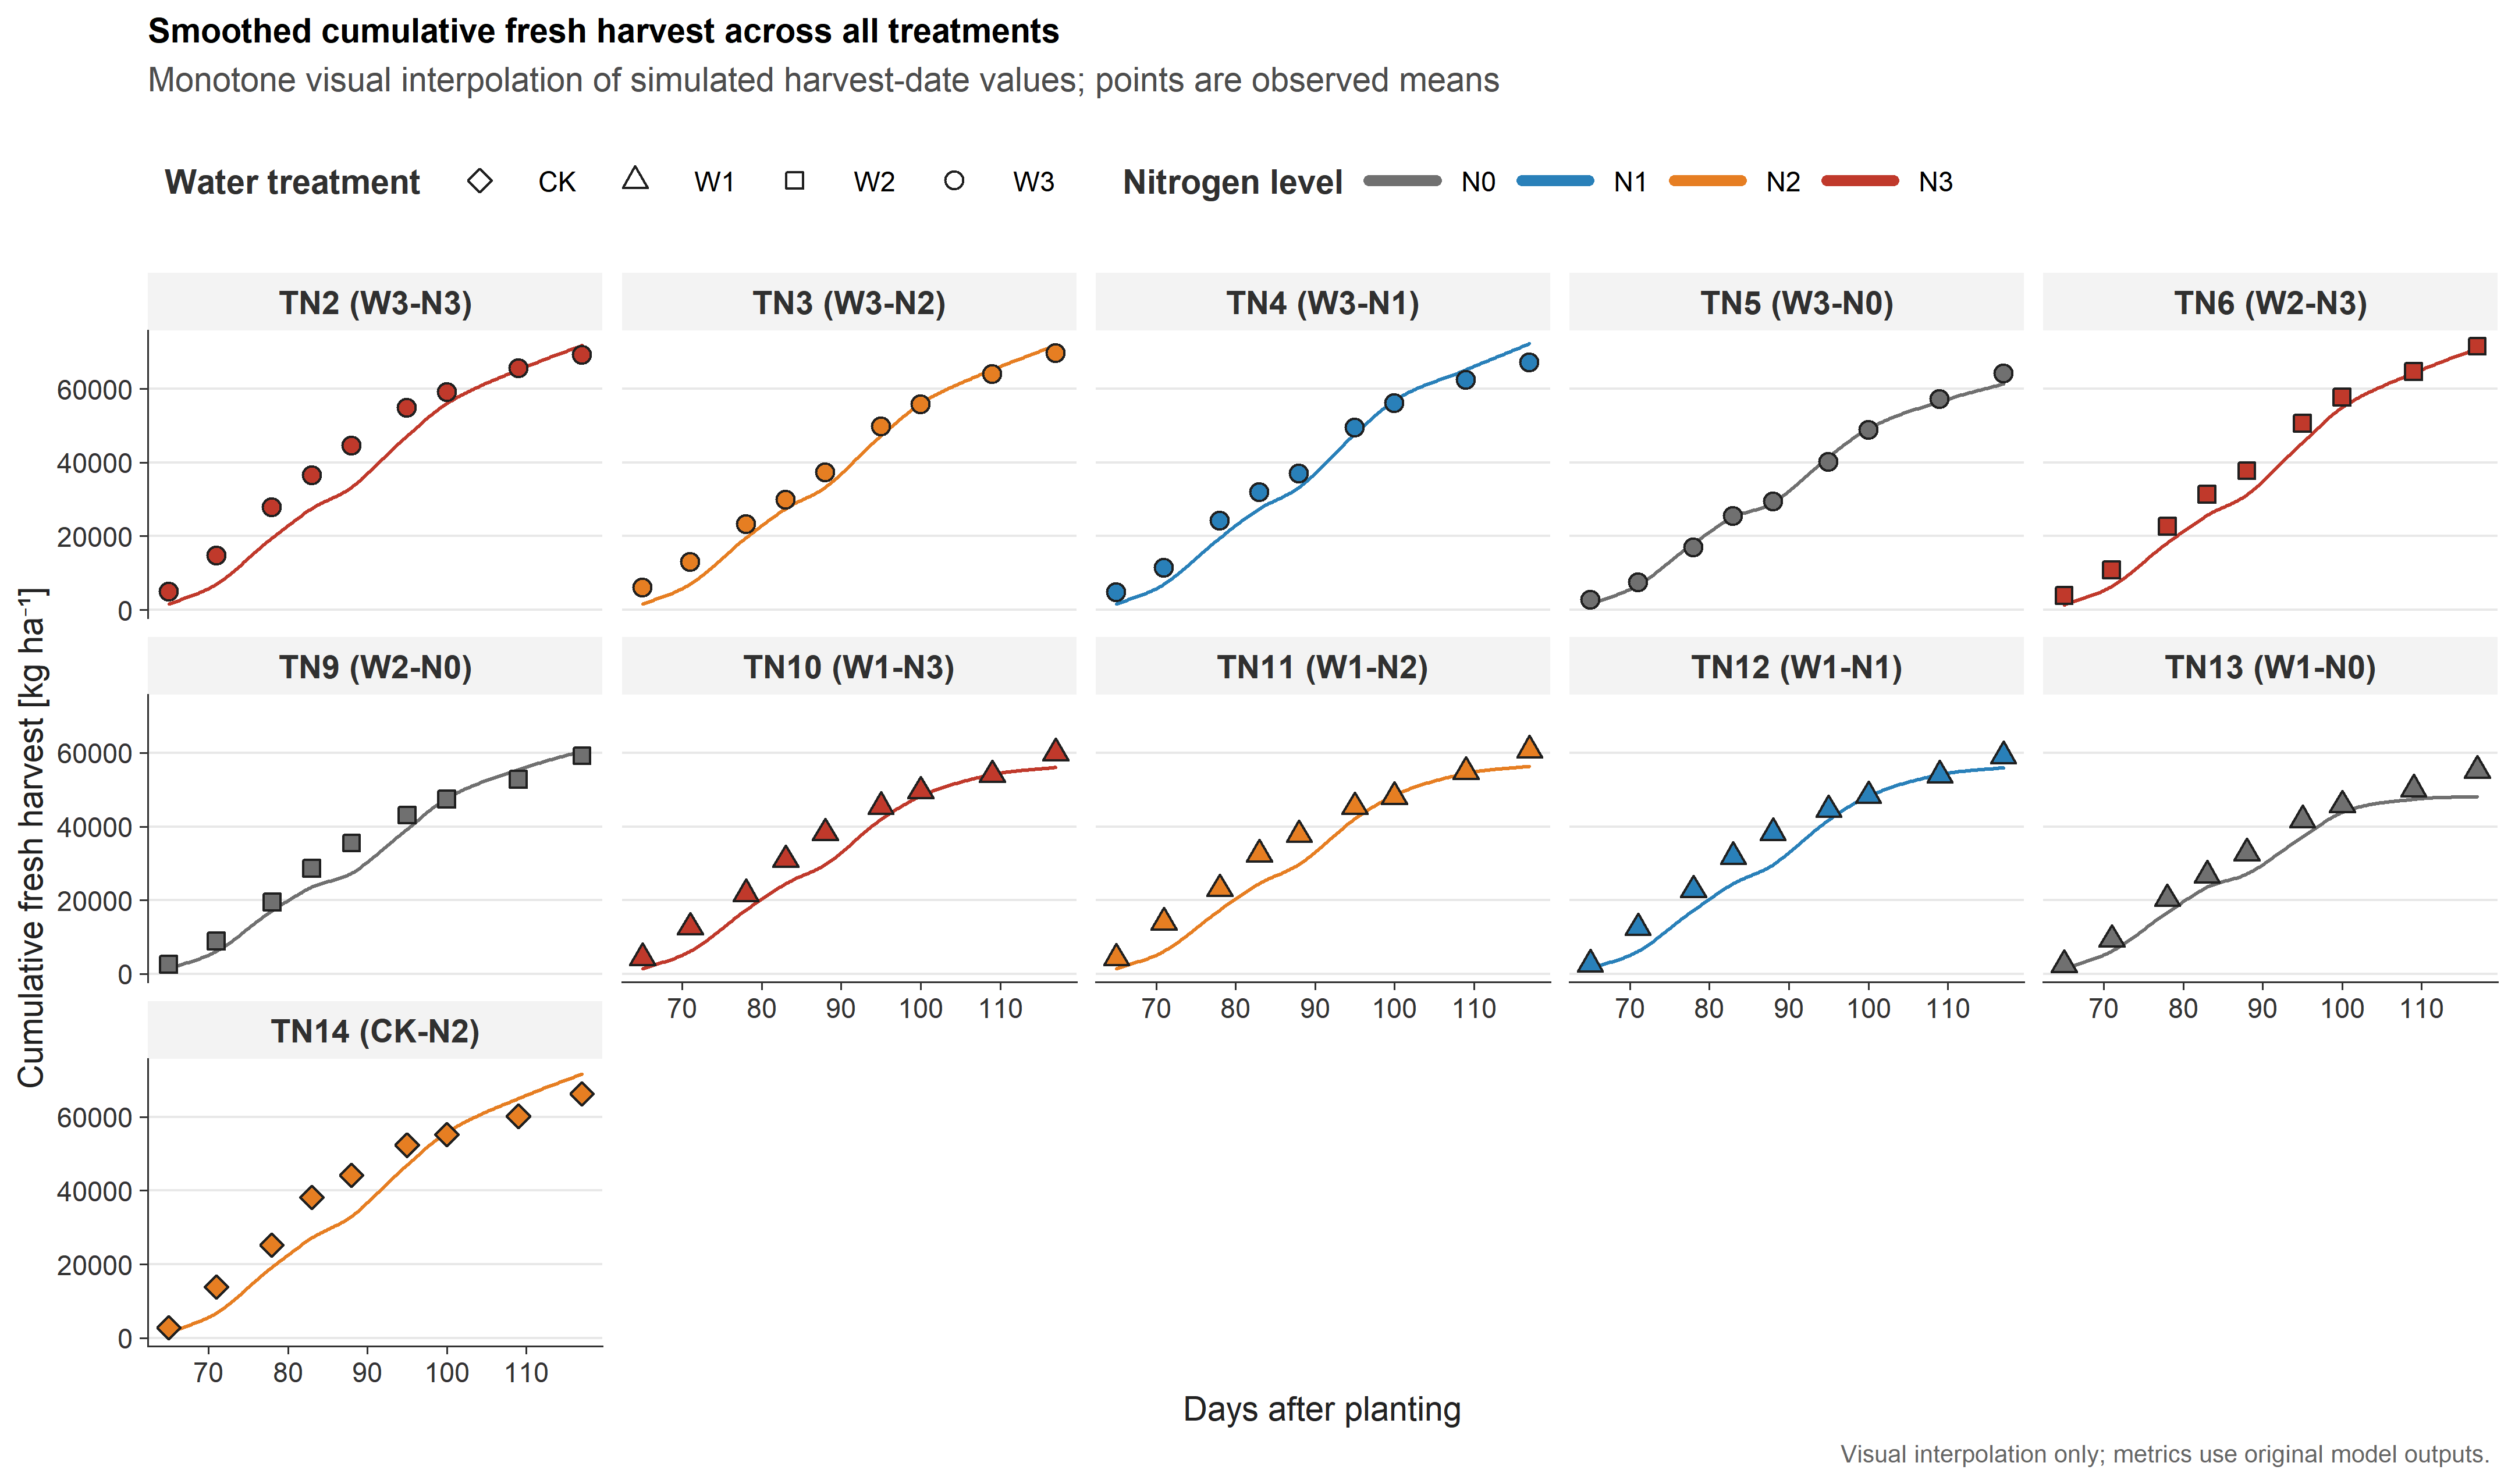 Smoothed cumulative fresh harvest across all treatments
Monotone visual interpolation of simulated harvest-date values; points are observed means
Water treatment CK W1 W2 W3 Nitrogen level N0 N1 N2 N3
TN2 (W3-N3) TN3 (W3-N2) TN4 (W3-N1) TN5 (W3-N0) TN6 (W2-N3)
60000
40000
20000
0
TN9 (W2-N0) TN10 (W1-N3) TN11 (W1-N2) TN12 (W1-N1) TN13 (W1-N0)
60000
40000
20000
0
70 80 90 100 110 70 80 90 100 110 70 80 90 100 110 70 80 90 100 110
TN14 (CK-N2)
60000
40000
20000
0
70 80 90 100 110
Cumulative fresh harvest [kg ha⁻¹]
Days after planting
Visual interpolation only; metrics use original model outputs.